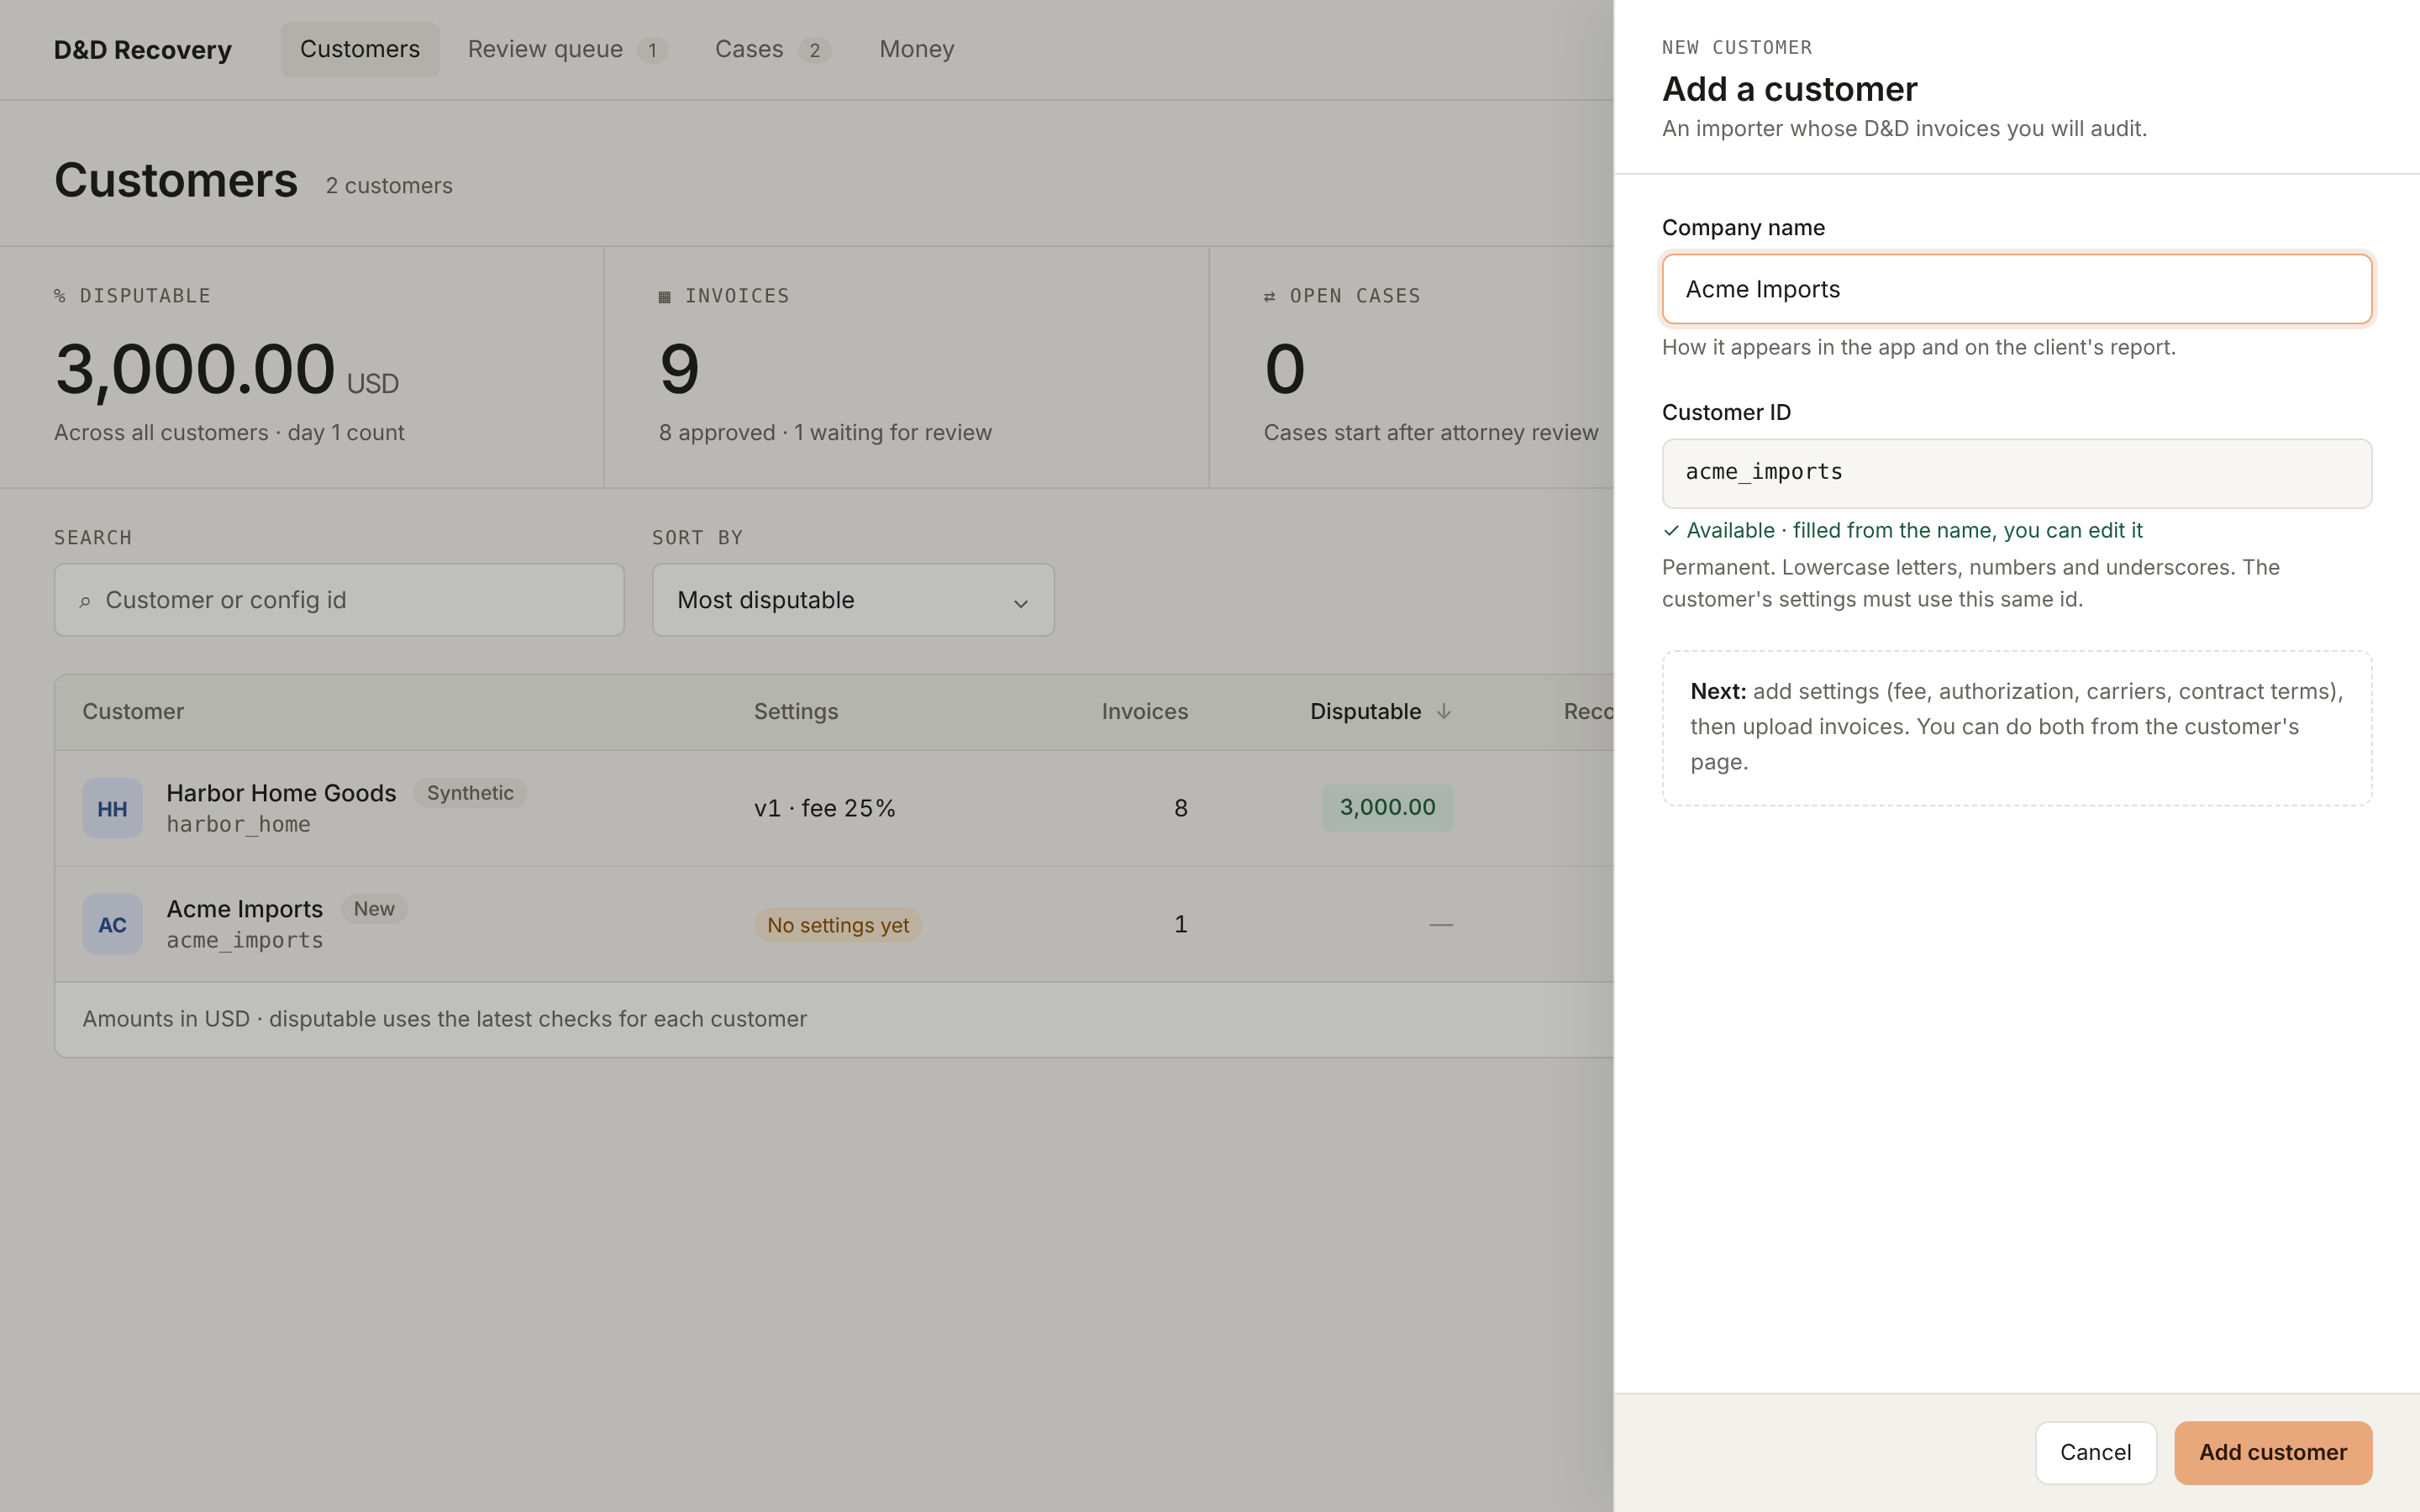 D&D Recovery
Customers
Review queue 1
Cases 2
Money
Customers 2 customers
% DISPUTABLE
3,000.00 USD
Across all customers · day 1 count
▦ INVOICES
9
8 approved · 1 waiting for review
⇄ OPEN CASES
0
Cases start after attorney review
SEARCH
Customer or config id
SORT BY
Most disputable
Customer Settings Invoices Disputable ↓ Reco
HH Harbor Home Goods Synthetic
harbor_home
v1 · fee 25% 8 3,000.00
AC Acme Imports New
acme_imports
No settings yet 1 —
Amounts in USD · disputable uses the latest checks for each customer
NEW CUSTOMER
Add a customer
An importer whose D&D invoices you will audit.
Company name
Acme Imports
How it appears in the app and on the client's report.
Customer ID
acme_imports
✓ Available · filled from the name, you can edit it
Permanent. Lowercase letters, numbers and underscores. The
customer's settings must use this same id.
Next: add settings (fee, authorization, carriers, contract terms),
then upload invoices. You can do both from the customer's
page.
Cancel
Add customer